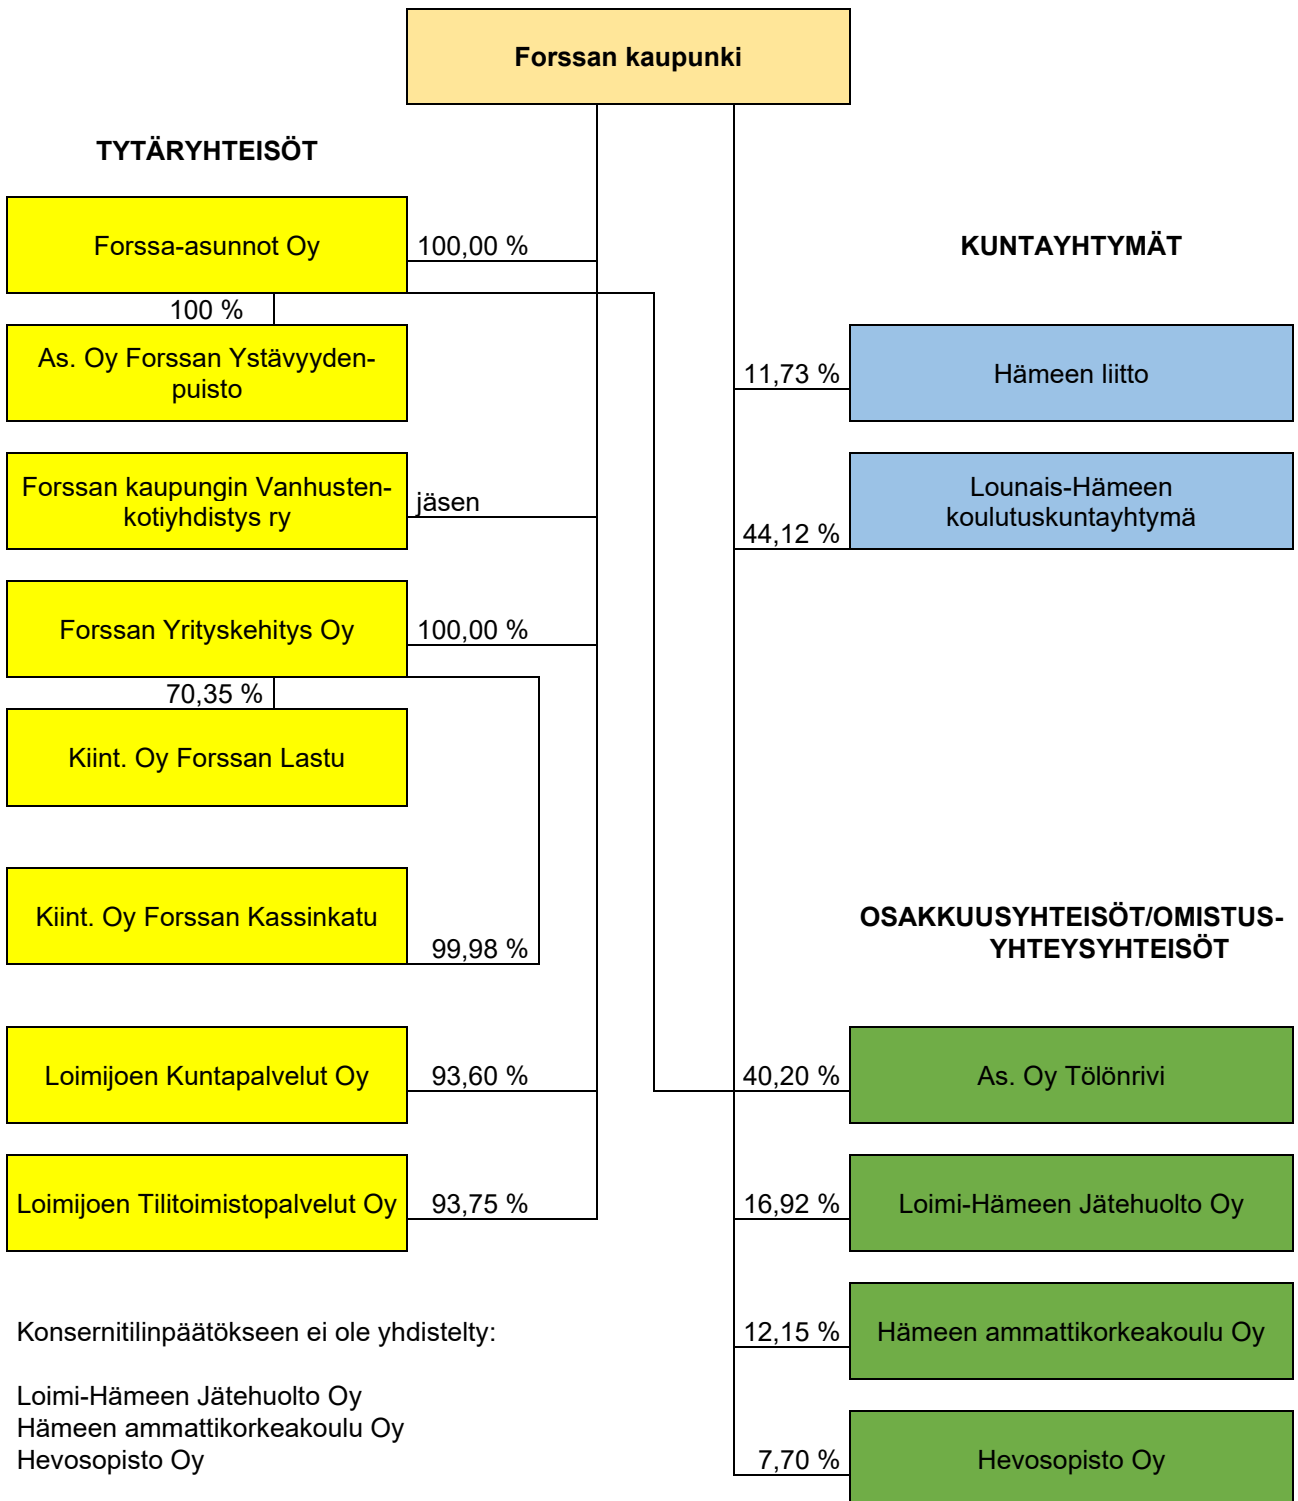 Forssan kaupunki
TYTÄRYHTEISÖT
Forssa-asunnot Oy
100,00 %
100 %
As. Oy Forssan Ystävyyden-
puisto
Forssan kaupungin Vanhusten-
kotiyhdistys ry
jäsen
Forssan Yrityskehitys Oy
100,00 %
70,35 %
Kiint. Oy Forssan Lastu
Kiint. Oy Forssan Kassinkatu
99,98 %
Loimijoen Kuntapalvelut Oy
93,60 %
Loimijoen Tilitoimistopalvelut Oy
93,75 %
KUNTAYHTYMÄT
11,73 %
Hämeen liitto
Lounais-Hämeen
koulutuskuntayhtymä
44,12 %
OSAKKUUSYHTEISÖT/OMISTUS-
YHTEYSYHTEISÖT
40,20 %
As. Oy Tölönrivi
16,92 %
Loimi-Hämeen Jätehuolto Oy
12,15 %
Hämeen ammattikorkeakoulu Oy
7,70 %
Hevosopisto Oy
Konsernitilinpäätökseen ei ole yhdistelty:
Loimi-Hämeen Jätehuolto Oy
Hämeen ammattikorkeakoulu Oy
Hevosopisto Oy